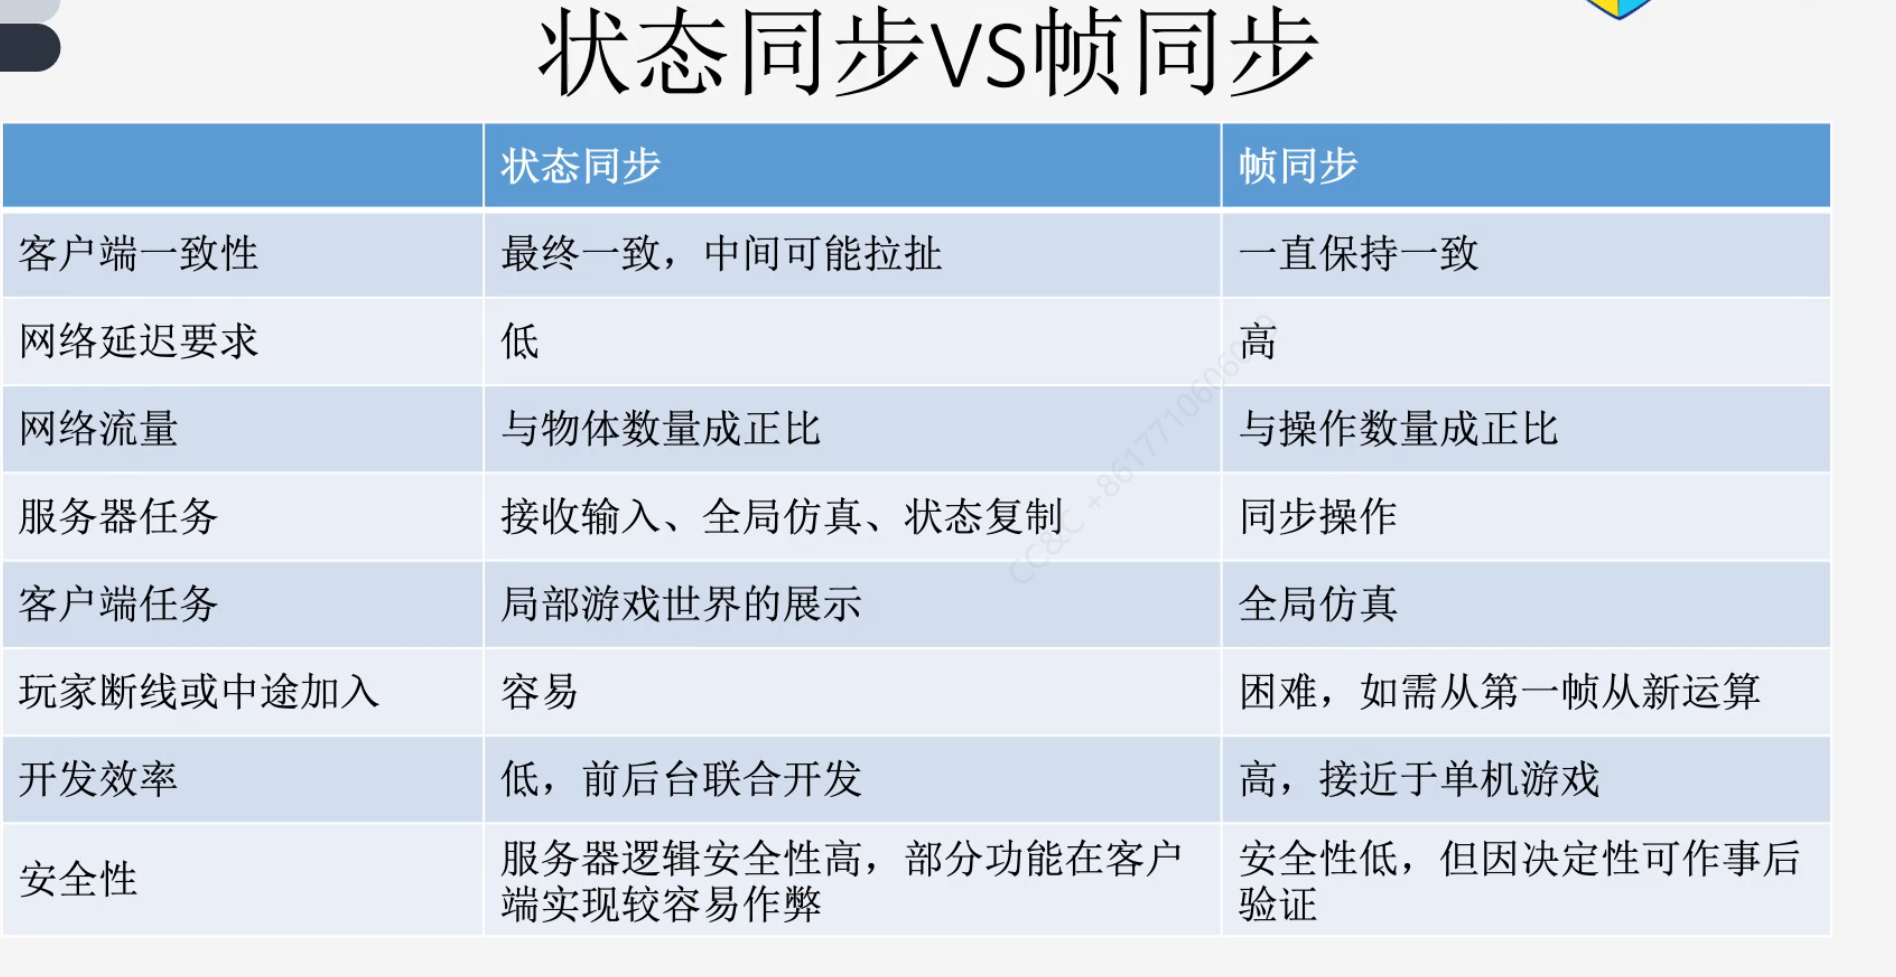 状态同步VS帧同步
状态同步
帧同步
客户端一致性
最终一致，中间可能拉扯
一直保持一致
网络延迟要求
低
高
网络流量
与物体数量成正比
与操作数量成正比
服务器任务
接收输入、全局仿真、状态复制
同步操作
客户端任务
局部游戏世界的展示
全局仿真
玩家断线或中途加入
容易
困难，如需从第一帧从新运算
开发效率
低，前后台联合开发
高，接近于单机游戏
安全性
服务器逻辑安全性高，部分功能在客户
端实现较容易作弊
安全性低，但因决定性可作事后
验证
CC&C